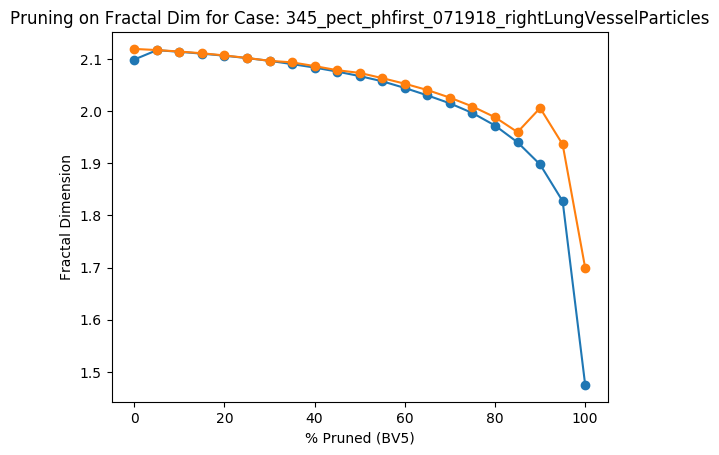 Pruning on Fractal Dim for Case: 345_pect_phfirst_071918_rightLungVesselParticles
Fractal Dimension
2.1
2.0
1.9
1.8
1.7
1.6
1.5
0 20 40 60 80 100
% Pruned (BV5)